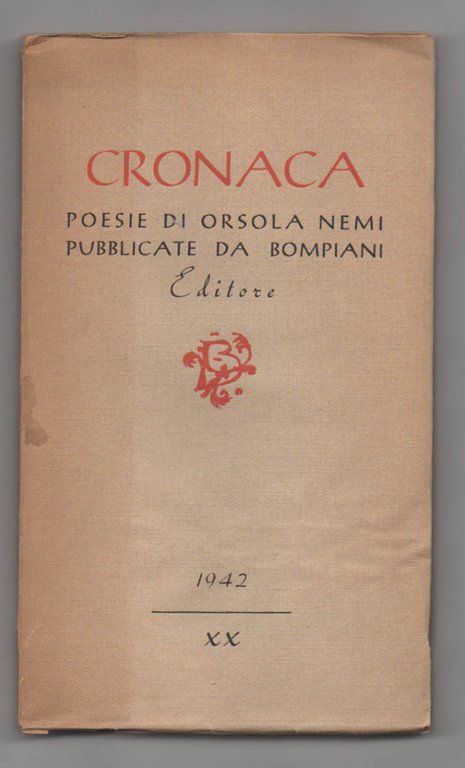 CRONACA
POESIE DI ORSOLA NEMI
PUBBLICATE DA BOMPIANI
Editore
1942
XX